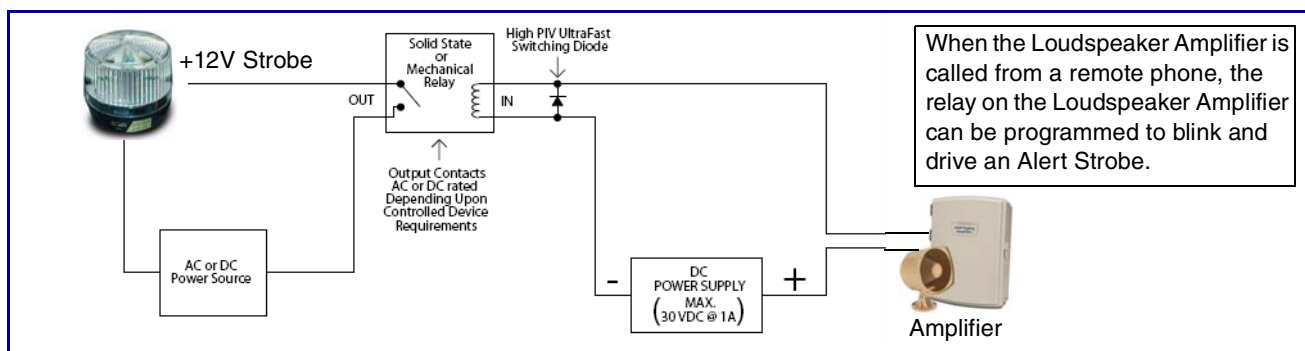 +12V Strobe
Solid State
or
Mechanical
Relay
OUT
IN
High PIV UltraFast
Switching Diode
Output Contacts
AC or DC rated
Depending Upon
Controlled Device
Requirements
AC or DC
Power Source
-
DC
POWER SUPPLY
(MAX.
30 VDC @ 1A)
+
When the Loudspeaker Amplifier is
called from a remote phone, the
relay on the Loudspeaker Amplifier
can be programmed to blink and
drive an Alert Strobe.
Amplifier